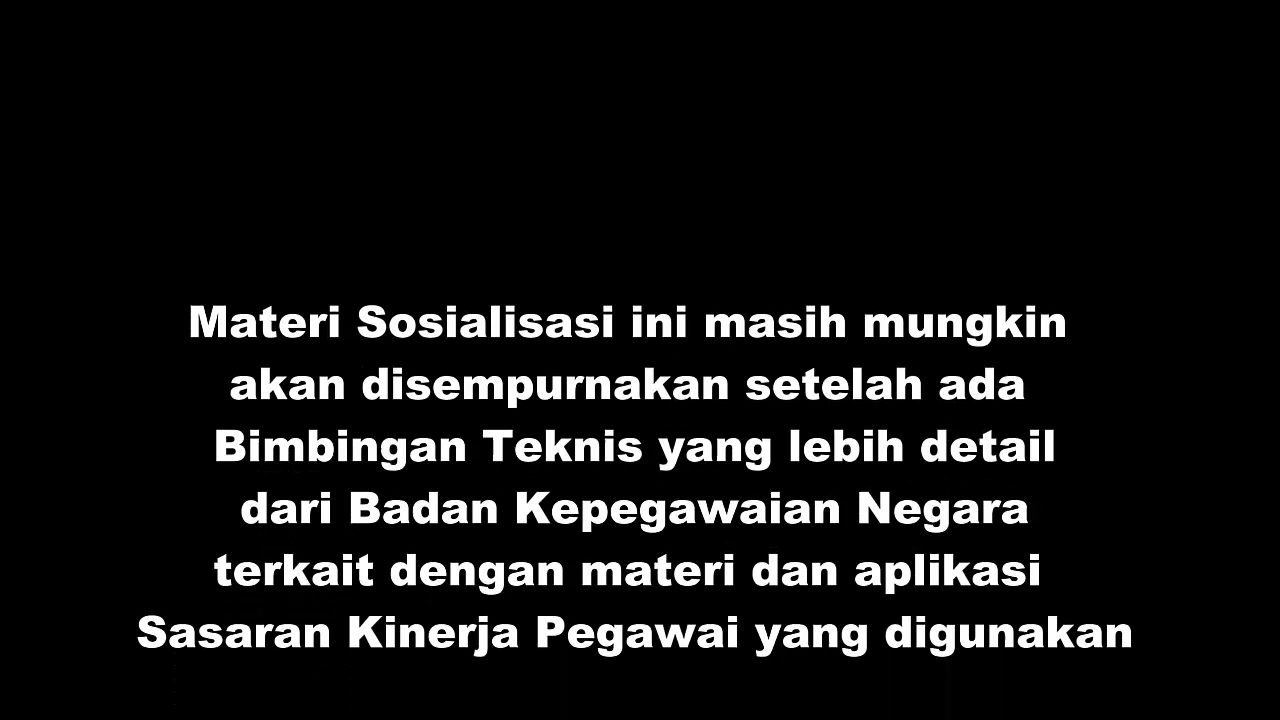 Materi Sosialisasi ini masih mungkin
akan disempurnakan setelah ada
Bimbingan Teknis yang lebih detail
dari Badan Kepegawaian Negara
terkait dengan materi dan aplikasi
Sasaran Kinerja Pegawai yang digunakan